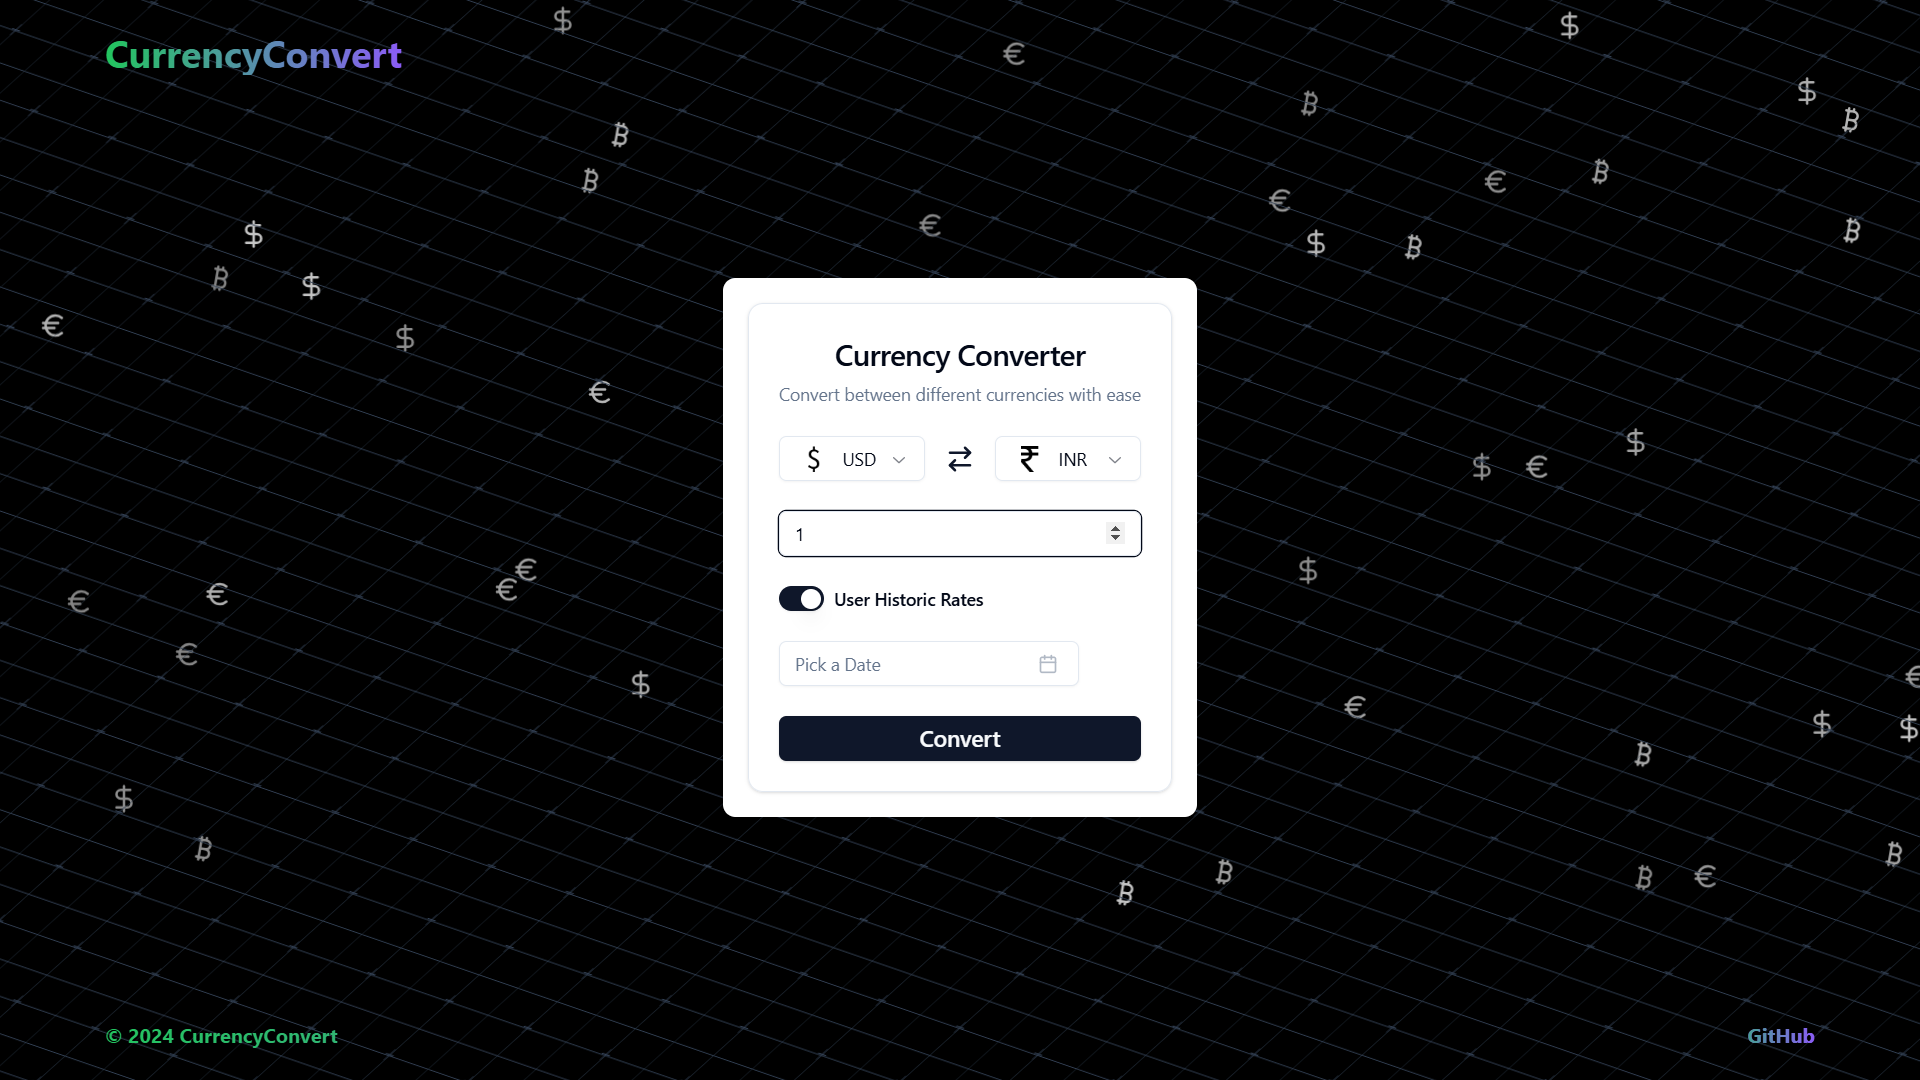 CurrencyConvert
Currency Converter
Convert between different currencies with ease
$ USD
₹ INR
1
User Historic Rates
Pick a Date
Convert
© 2024 CurrencyConvert
GitHub